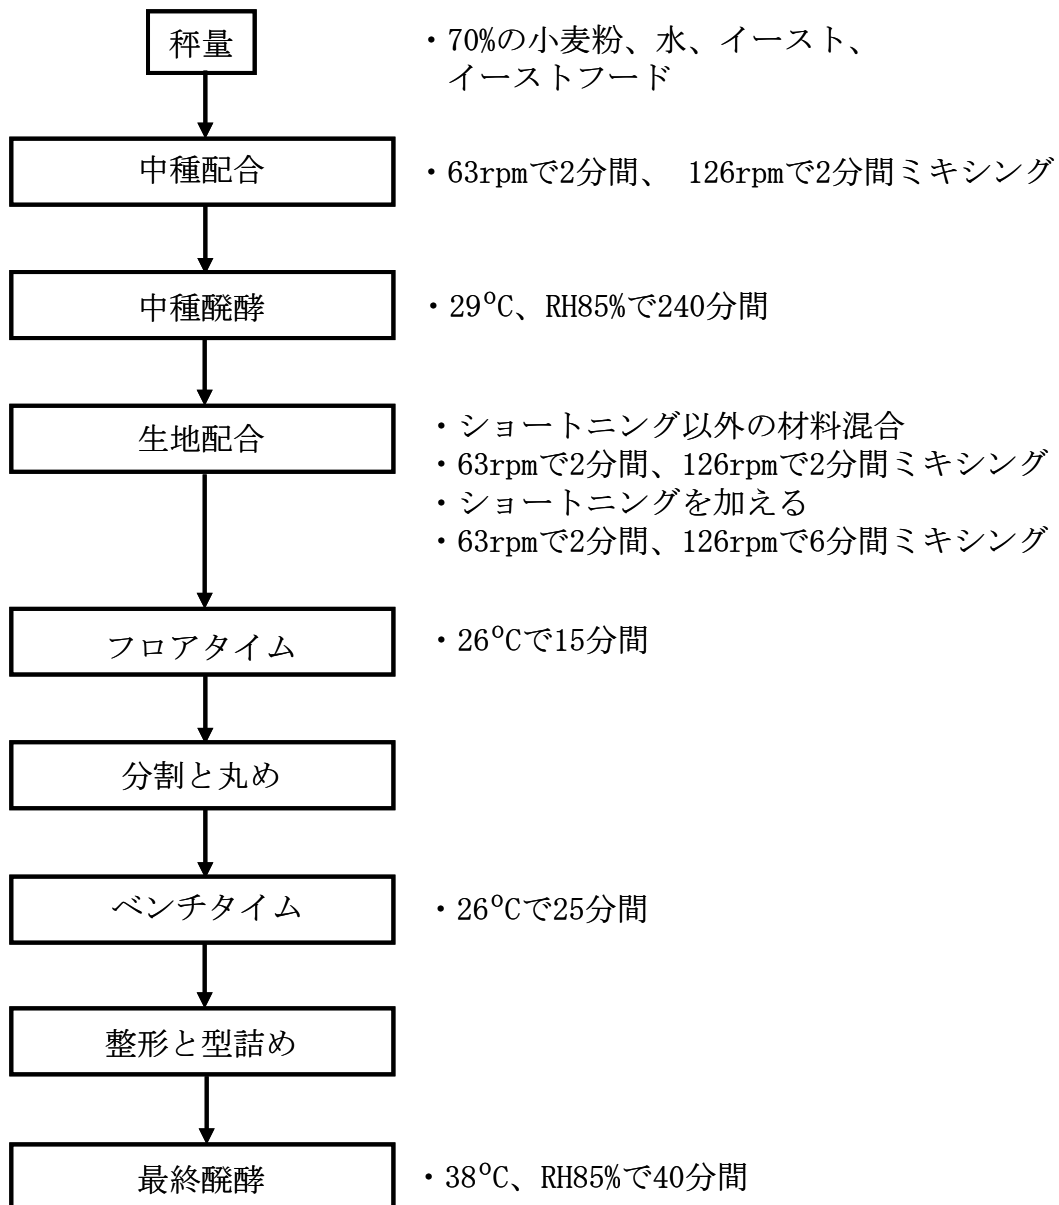 秤量
・70%の小麦粉、水、イースト、
イーストフード
中種配合
・63rpmで2分間、 126rpmで2分間ミキシング
中種醗酵
・29°C、RH85%で240分間
生地配合
・ショートニング以外の材料混合
・63rpmで2分間、126rpmで2分間ミキシング
・ショートニングを加える
・63rpmで2分間、126rpmで6分間ミキシング
フロアタイム
・26°Cで15分間
分割と丸め
ベンチタイム
・26°Cで25分間
整形と型詰め
最終醗酵
・38°C、RH85%で40分間